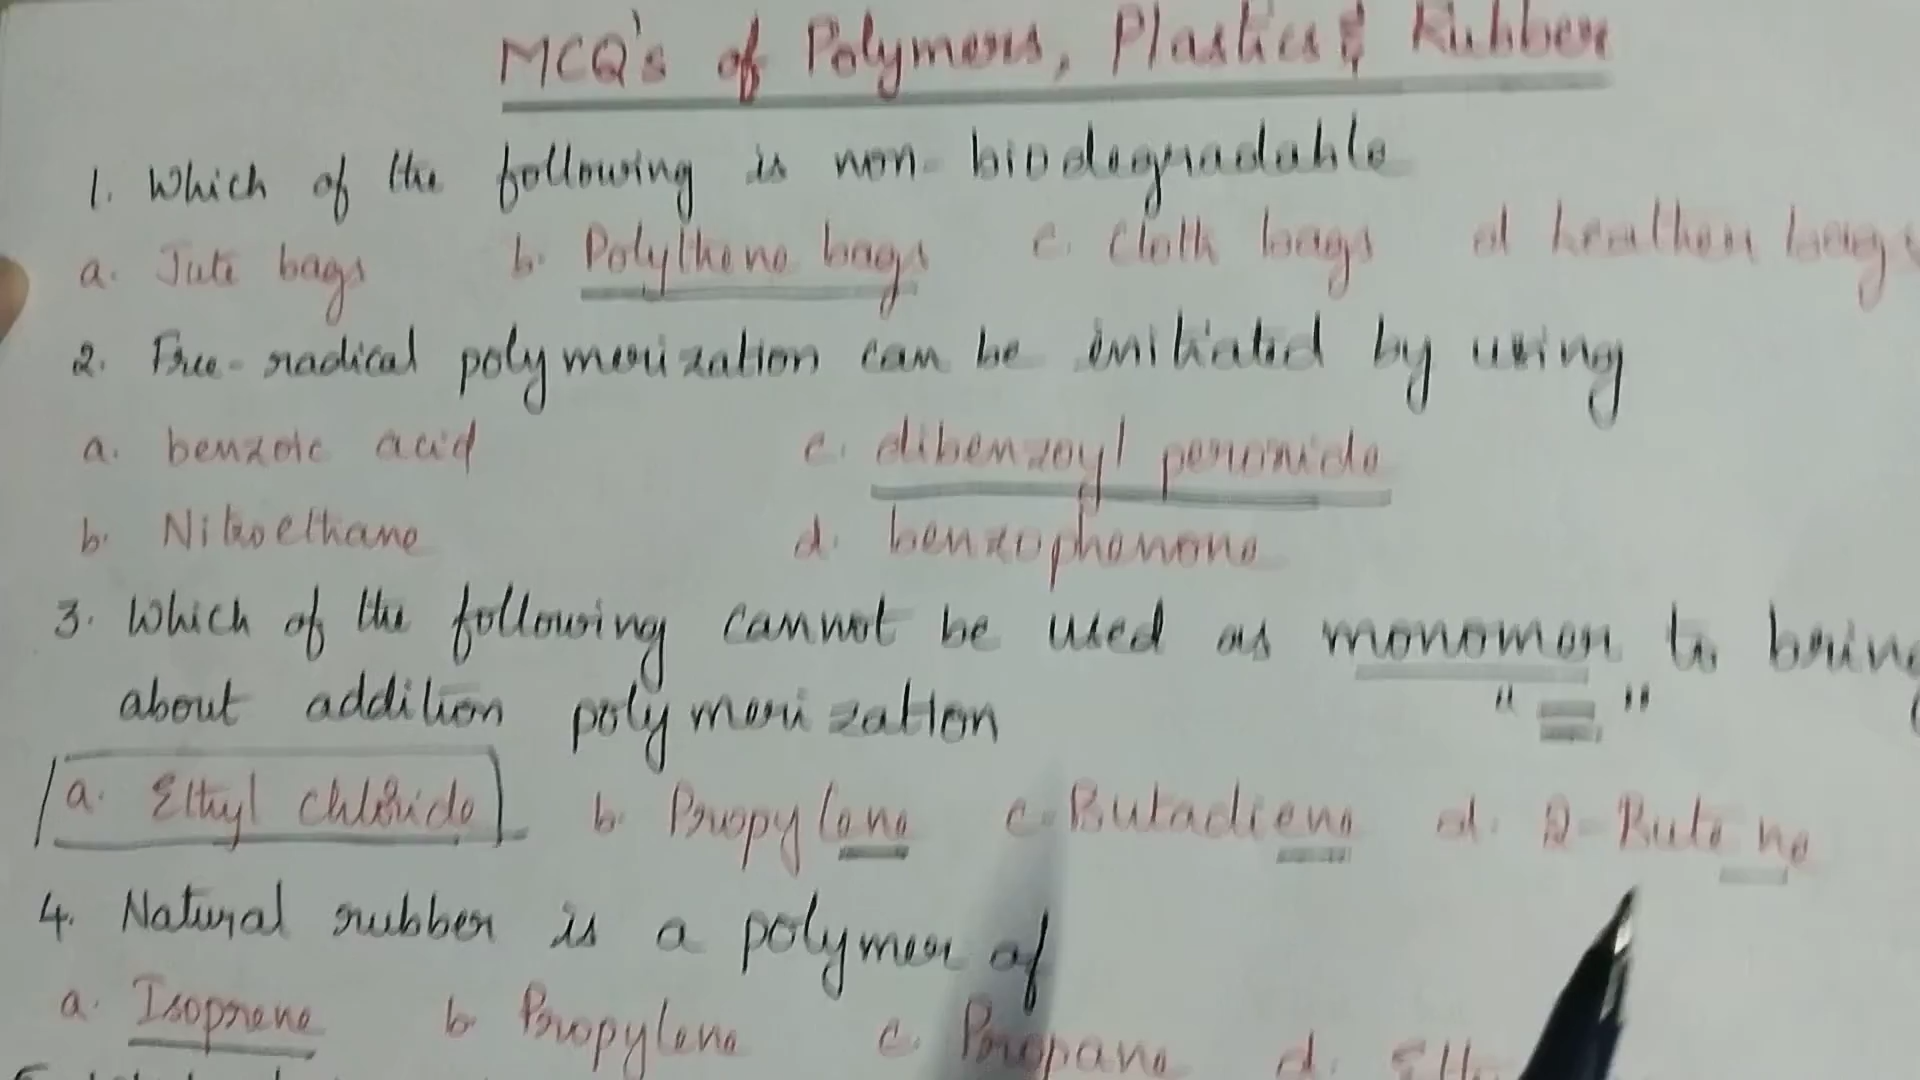 MCQ's of Polymers, Plastics & Rubber
1. Which of the following is non-biodegradable
a. Jute bags b. Polythene bags c. Cloth bags d leather bags
2. Free-radical polymerization can be initiated by using
a. benzoic acid c. dibenzoyl peroxide
b. Nitroethane d. benzophenone
3. Which of the following cannot be used as monomer to bring
about addition polymerization "="
a. Ethyl chloride b. Propylene c. Butadiene d. 2-Butene
4. Natural rubber is a polymer of
a. Isoprene b. Propylene c. Propane d.